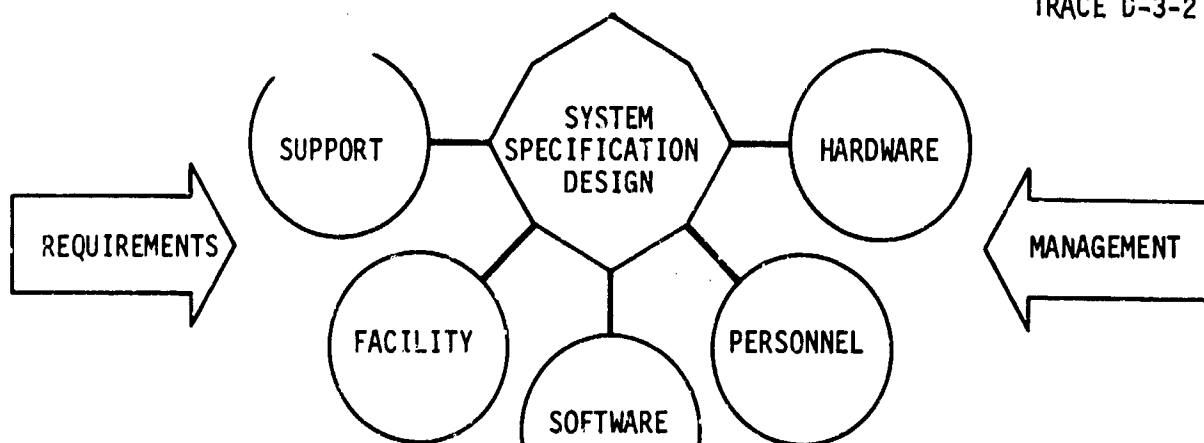 TRACE D-3-2
SYSTEM
SPECIFICATION
DESIGN
SUPPORT
HARDWARE
REQUIREMENTS
MANAGEMENT
FACILITY
PERSONNEL
SOFTWARE